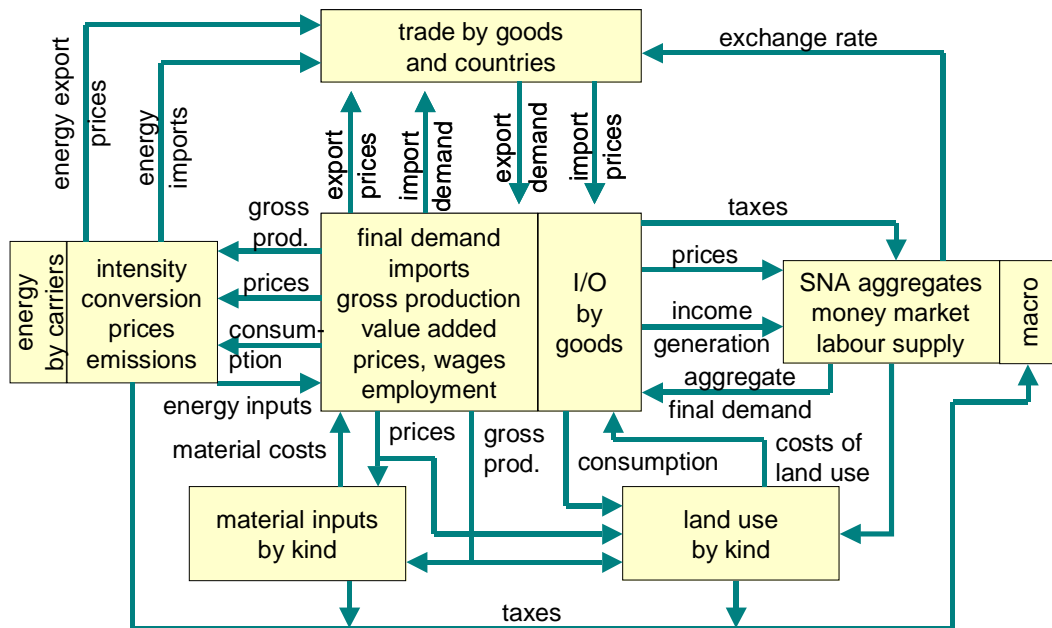 trade by goods
and countries
exchange rate
energy export
prices
energy
imports
export
prices
import
demand
export
demand
import
prices
gross
prod.
prices
consum-
ption
energy inputs
energy
by carriers
intensity
conversion
prices
emissions
final demand
imports
gross production
value added
prices, wages
employment
I/O
by
goods
taxes
prices
income
generation
aggregate
final demand
SNA aggregates
money market
labour supply
macro
material costs
prices
gross
prod.
consumption
costs of
land use
material inputs
by kind
land use
by kind
taxes